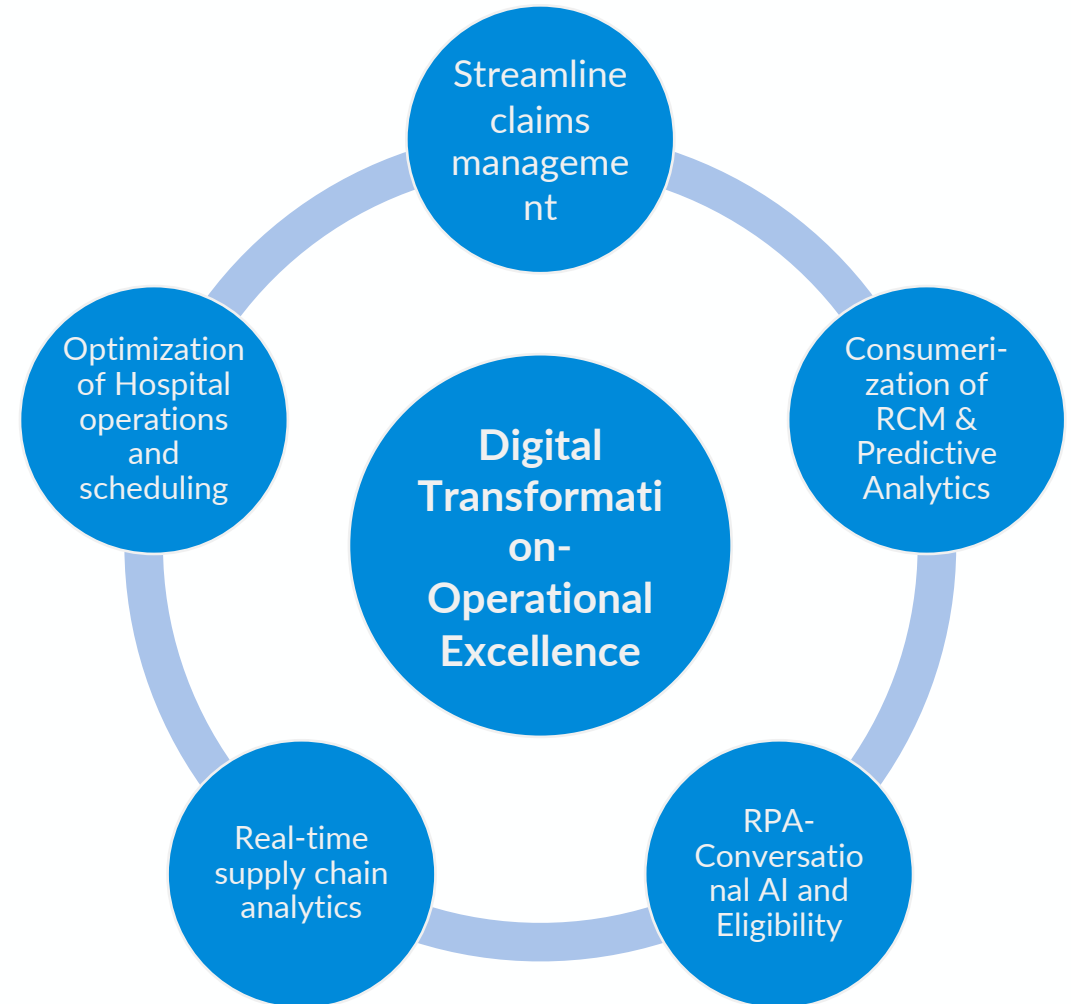 Streamline
claims
manageme
nt
Consumeri-
zation of
RCM &
Predictive
Analytics
RPA-
Conversatio
nal AI and
Eligibility
Real-time
supply chain
analytics
Optimization
of Hospital
operations
and
scheduling
Digital
Transformati
on-
Operational
Excellence